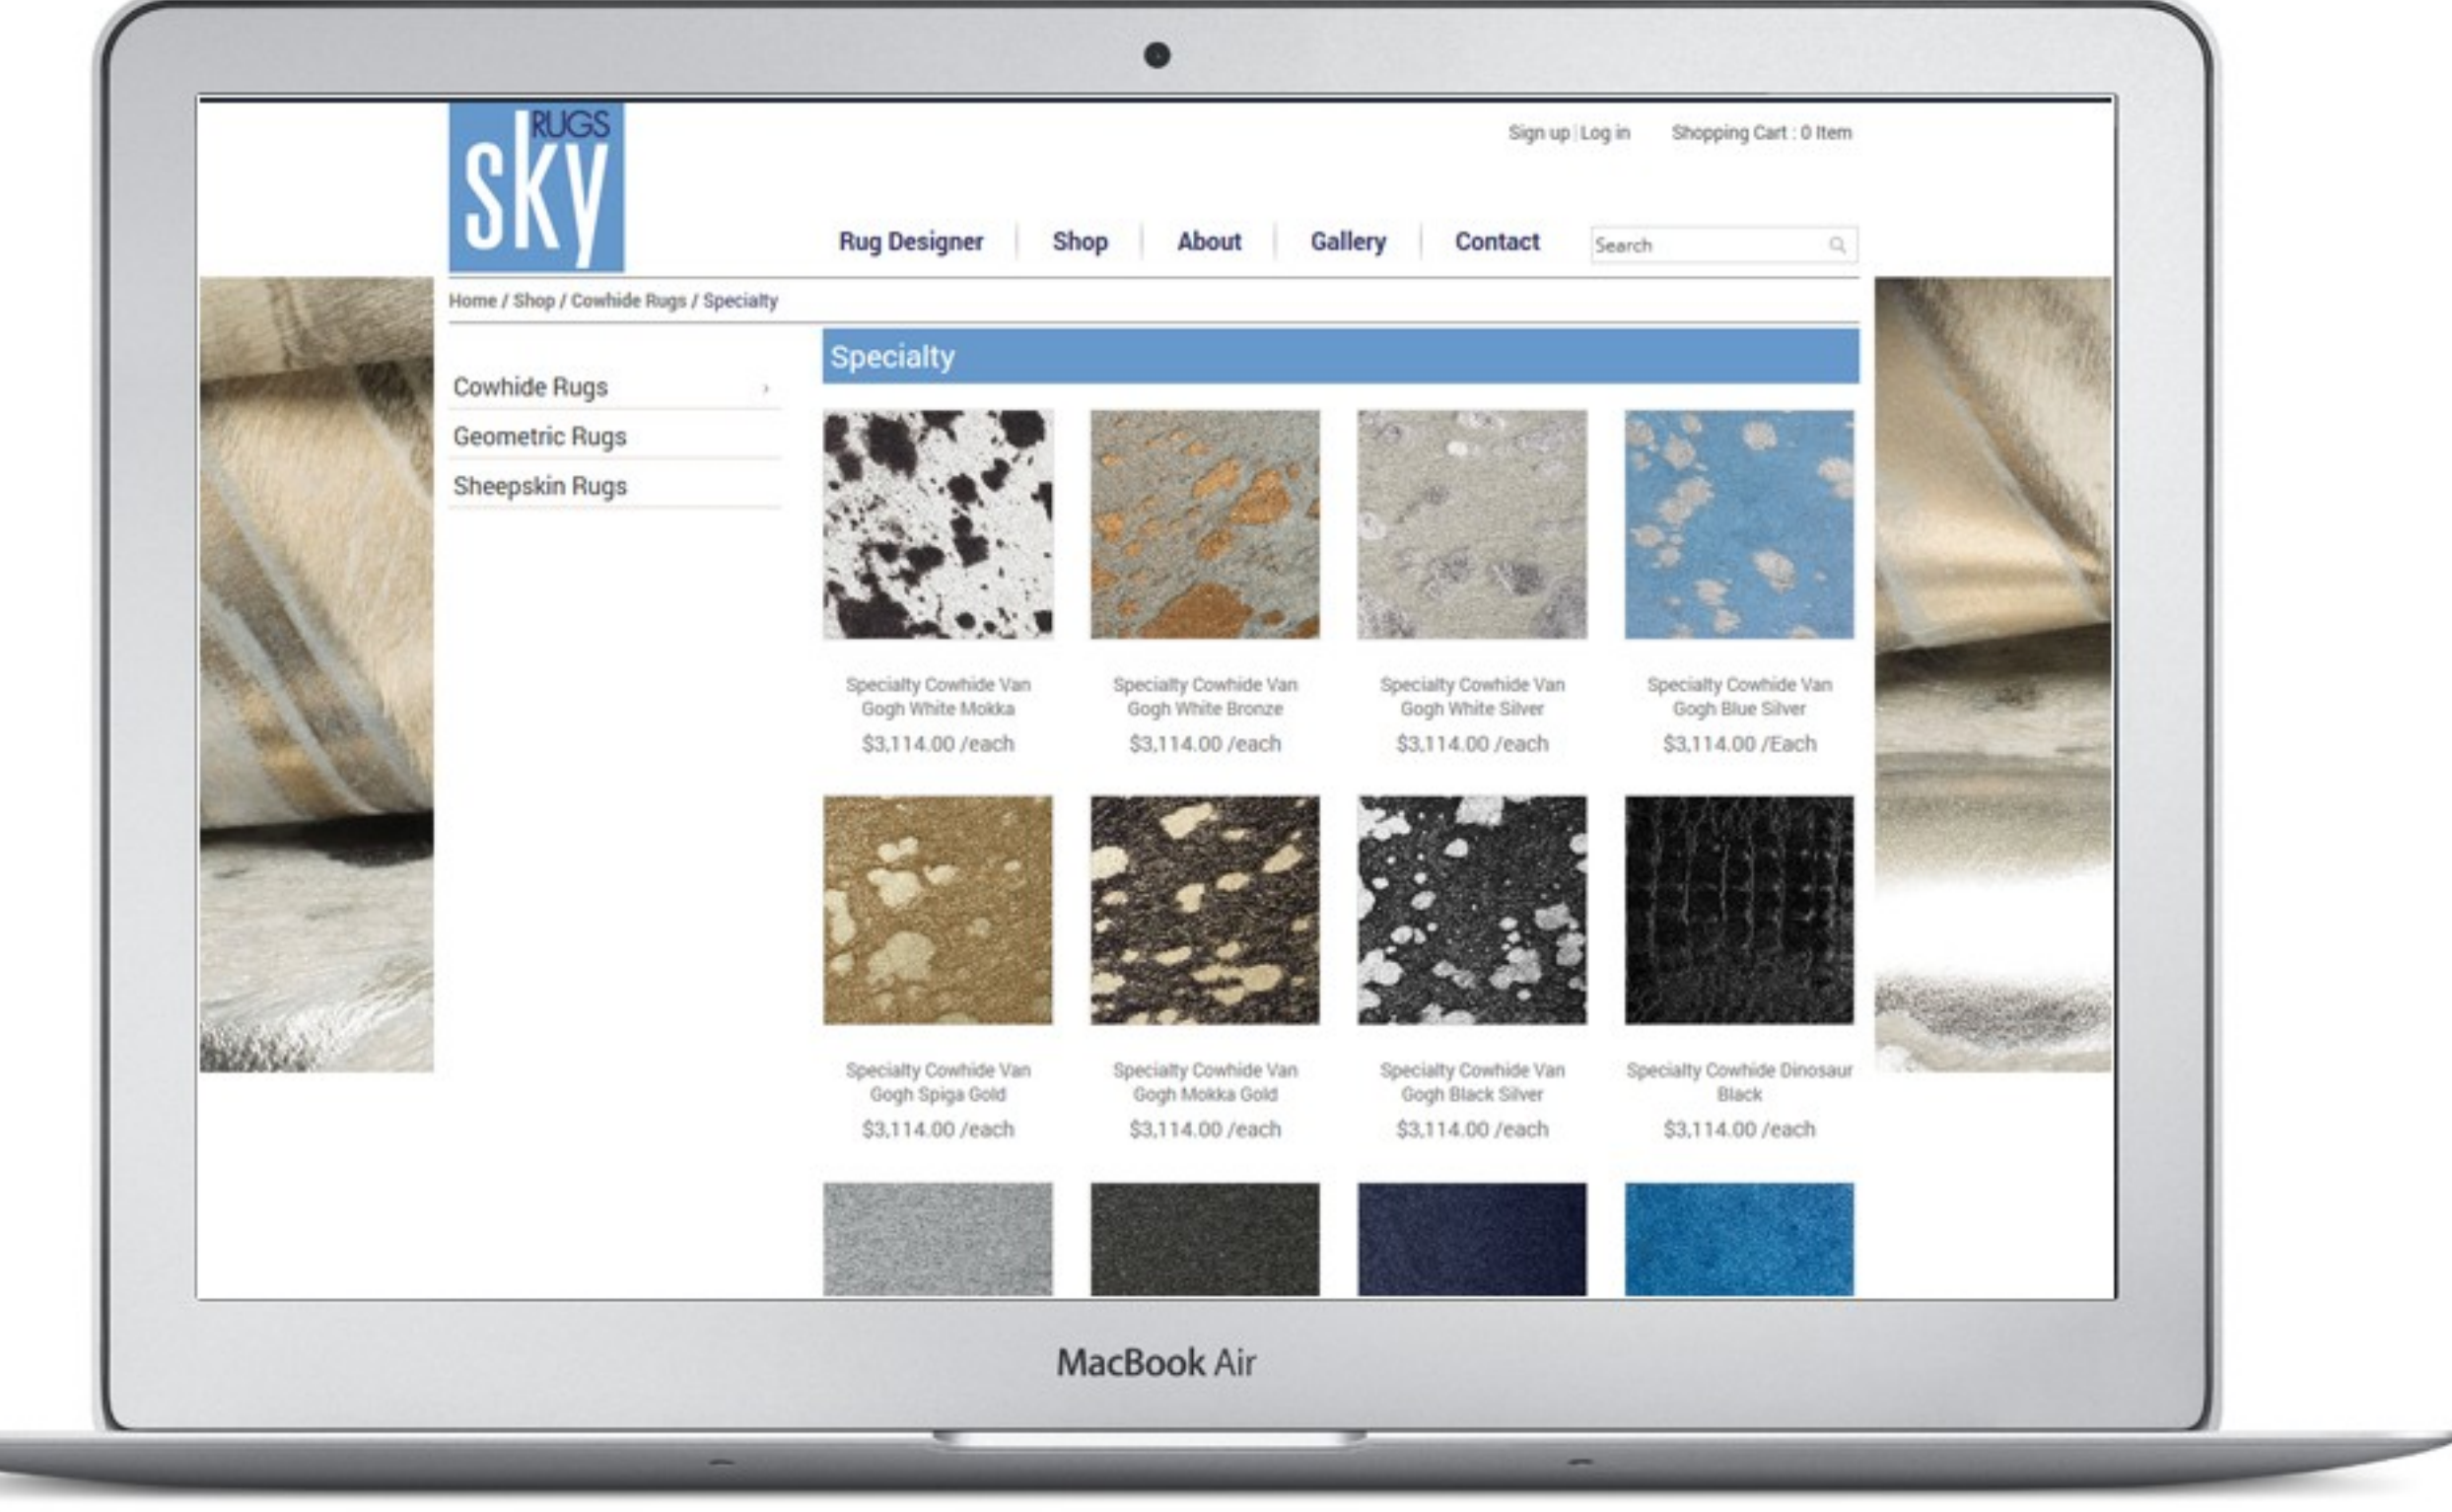 RUGS
sky
Sign up | Log in
Shopping Cart : 0 Item
Rug Designer
Shop
About
Gallery
Contact
Search
Home / Shop / Cowhide Rugs / Specialty
Specialty
Cowhide Rugs ›
Geometric Rugs
Sheepskin Rugs
Specialty Cowhide Van
Gogh White Mokka
$3,114.00 /each
Specialty Cowhide Van
Gogh White Bronze
$3,114.00 /each
Specialty Cowhide Van
Gogh White Silver
$3,114.00 /each
Specialty Cowhide Van
Gogh Blue Silver
$3,114.00 /Each
Specialty Cowhide Van
Gogh Spiga Gold
$3,114.00 /each
Specialty Cowhide Van
Gogh Mokka Gold
$3,114.00 /each
Specialty Cowhide Van
Gogh Black Silver
$3,114.00 /each
Specialty Cowhide Dinosaur
Black
$3,114.00 /each
MacBook Air